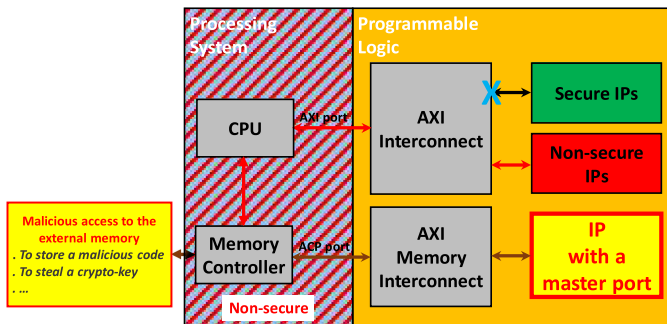 Processing
System
Programmable
Logic
CPU
AXI port
AXI
Interconnect
Secure IPs
Non-secure
IPs
Malicious access to the
external memory
. To store a malicious code
. To steal a crypto-key
. ...
Memory
Controller
ACP port
AXI
Memory
Interconnect
IP
with a
master port
Non-secure